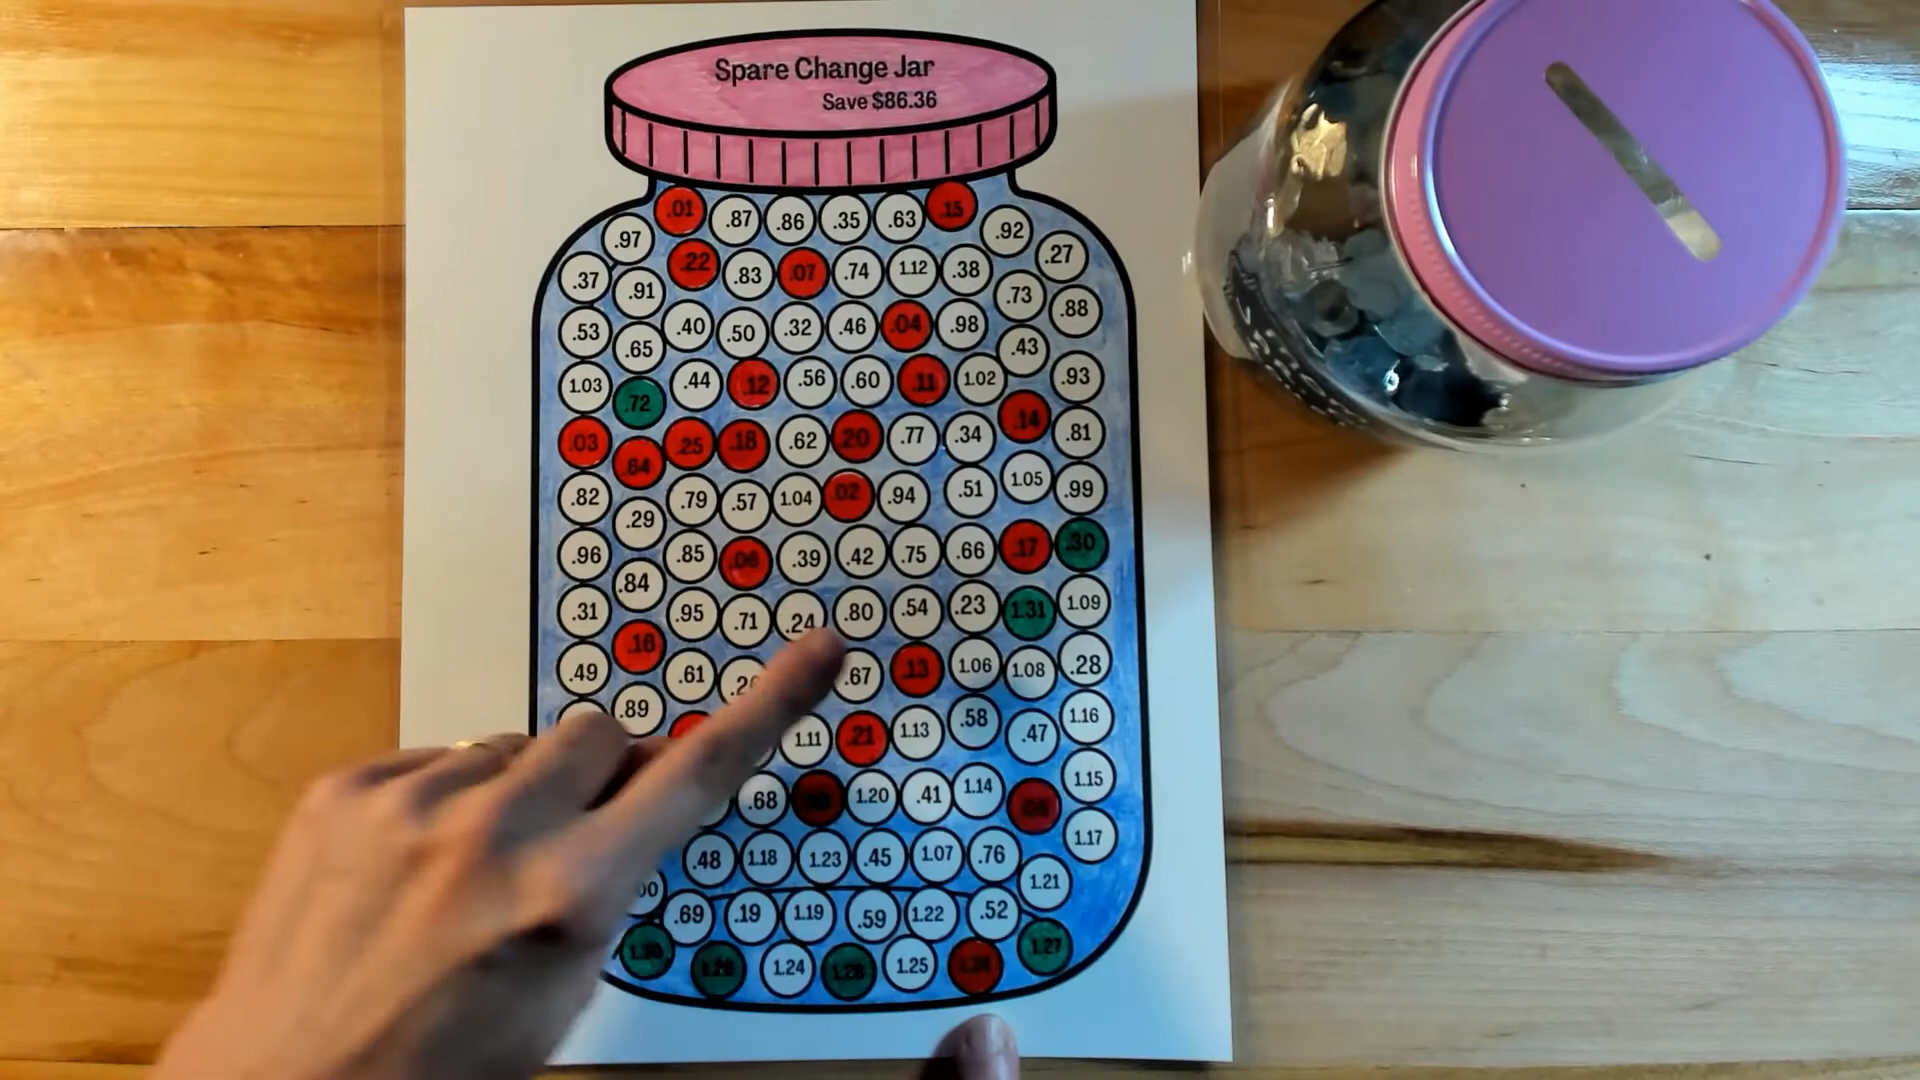 Spare Change Jar
Save $86.36
.01 .87 .86 .35 .63 .15
.97 .92
.37 .91 .22 .83 .07 .74 1.12 .38 .27
.73 .88
.53 .65 .40 .50 .32 .46 .04 .98 .43
1.03 .72 .44 .12 .56 .60 .11 1.02 .93
.03 .64 .25 .18 .62 .20 .77 .34 .14 .81
.82 .29 .79 .57 1.04 .02 .94 .51 1.05 .99
.96 .84 .85 .06 .39 .42 .75 .66 .17 .30
.31 .16 .95 .71 .24 .80 .54 .23 1.31 1.09
.49 .89 .61 .67 .13 1.06 1.08 .28
1.11 .21 1.13 .58 .47 1.16
.68 1.20 .41 1.14 1.15
.48 1.18 1.23 .45 1.07 .76 1.17
.69 .19 1.19 .59 1.22 .52 1.21
1.24 1.25 1.27